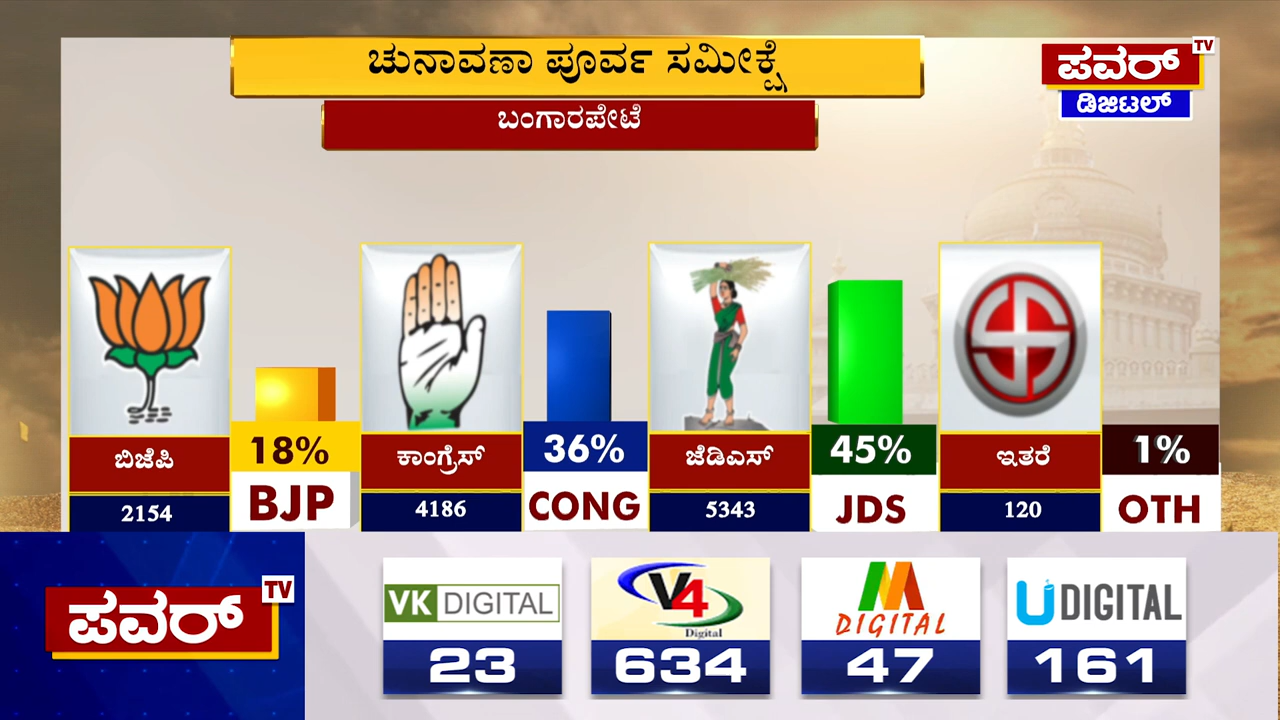 ಚುನಾವಣಾ ಪೂರ್ವ ಸಮೀಕ್ಷೆ
ಬಂಗಾರಪೇಟೆ
ಪವರ್ TV
ಡಿಜಿಟಲ್
ಬಿಜೆಪಿ
2154
18%
BJP
ಕಾಂಗ್ರೆಸ್
4186
36%
CONG
ಜೆಡಿಎಸ್
5343
45%
JDS
ಇತರೆ
120
1%
OTH
ಪವರ್ TV
VK DIGITAL
23
V4
Digital
634
M
DIGITAL
47
U DIGITAL
161